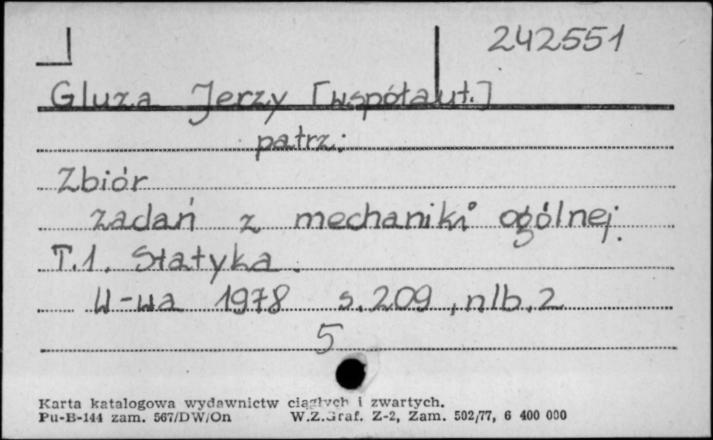 242551
Gluza Jerzy [współaut.]
patrz:
Zbiór
zadań z mechaniki ogólnej.
T.1. Statyka.
W-wa 1978 s.209, nlb.2
5
Karta katalogowa wydawnictw ciągłych i zwartych.
Pu-B-144 zam. 567/DW/On W.Z.Graf. Z-2, Zam. 502/77, 6 400 000